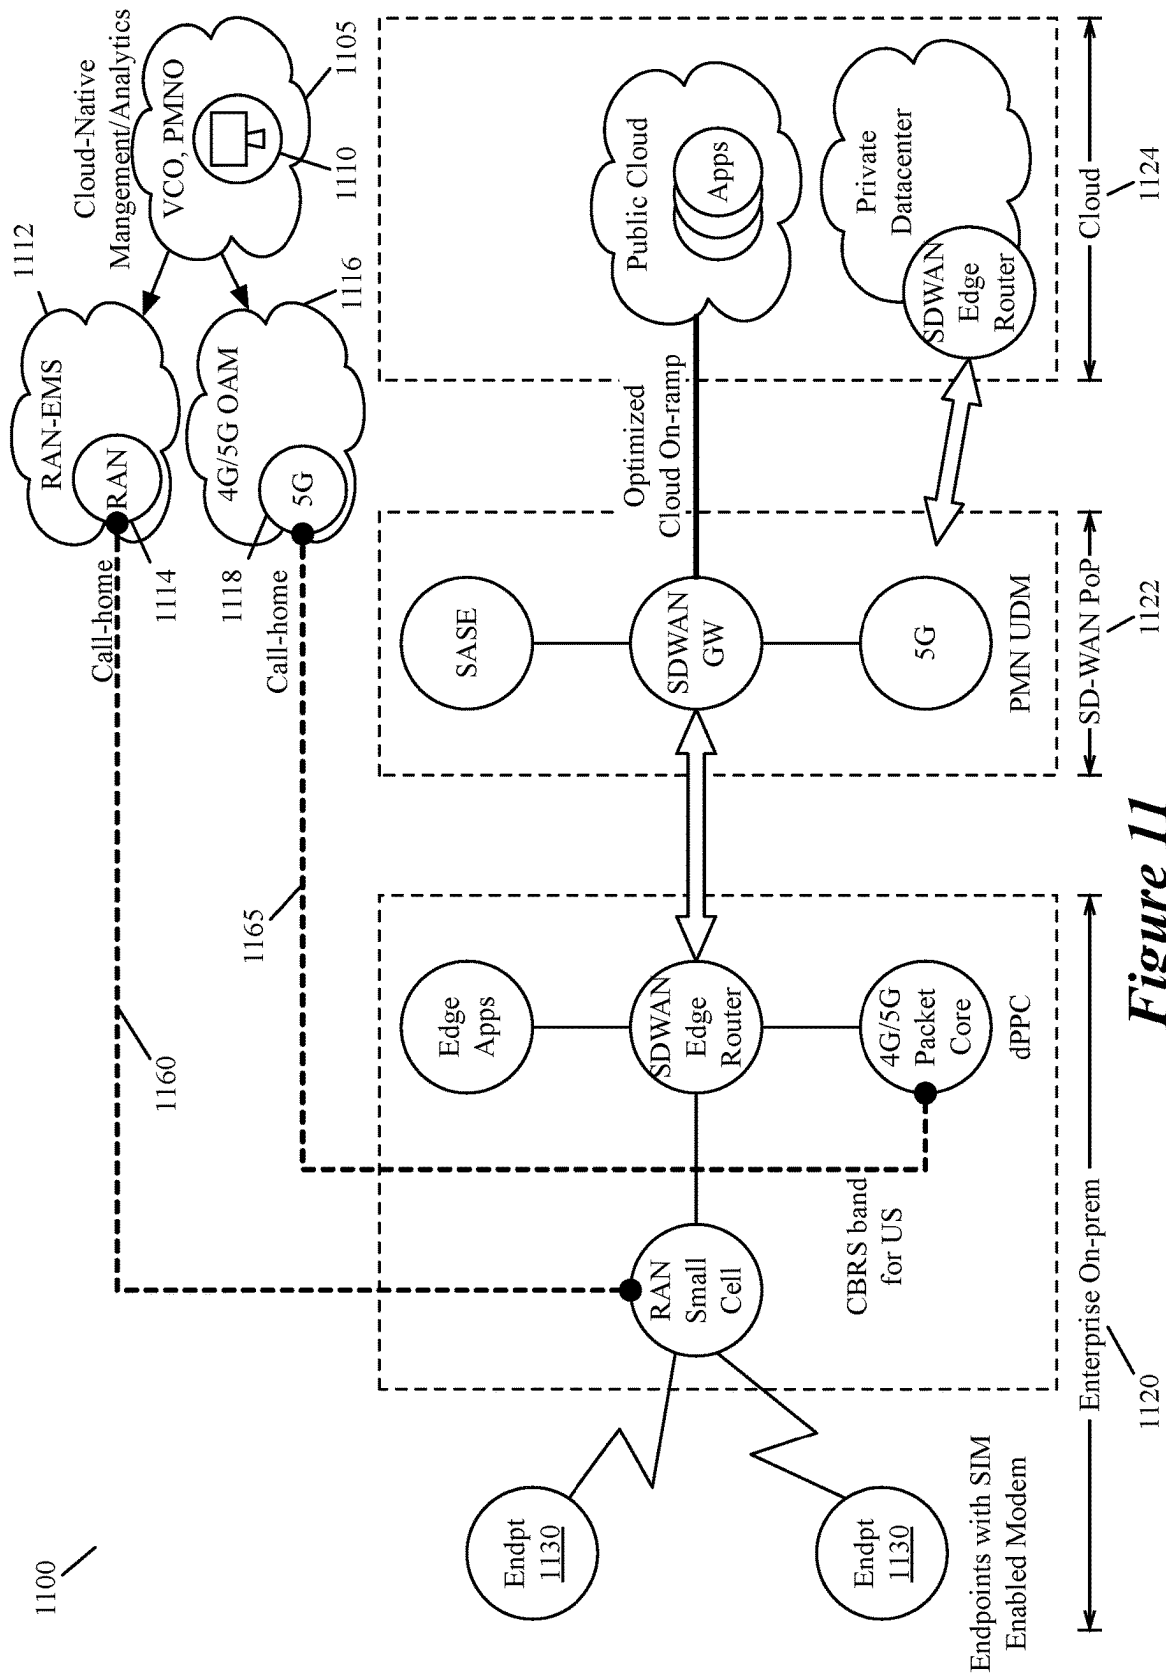 1100
1112
RAN-EMS
RAN
Call-home
1114
1160
Cloud-Native
Mangement/Analytics
VCO, PMNO
1105
1110
4G/5G OAM
1116
5G
1118
Call-home
1165
Endpt
1130
Endpt
1130
Endpoints with SIM
Enabled Modem
RAN
Small
Cell
CBRS band
for US
Edge
Apps
SDWAN
Edge
Router
4G/5G
Packet
Core
dPPC
SASE
SDWAN
GW
5G
PMN UDM
Optimized
Cloud On-ramp
Public Cloud
Apps
Private
Datacenter
SDWAN
Edge
Router
Enterprise On-prem
1120
SD-WAN PoP
1122
Cloud
1124
Figure 11